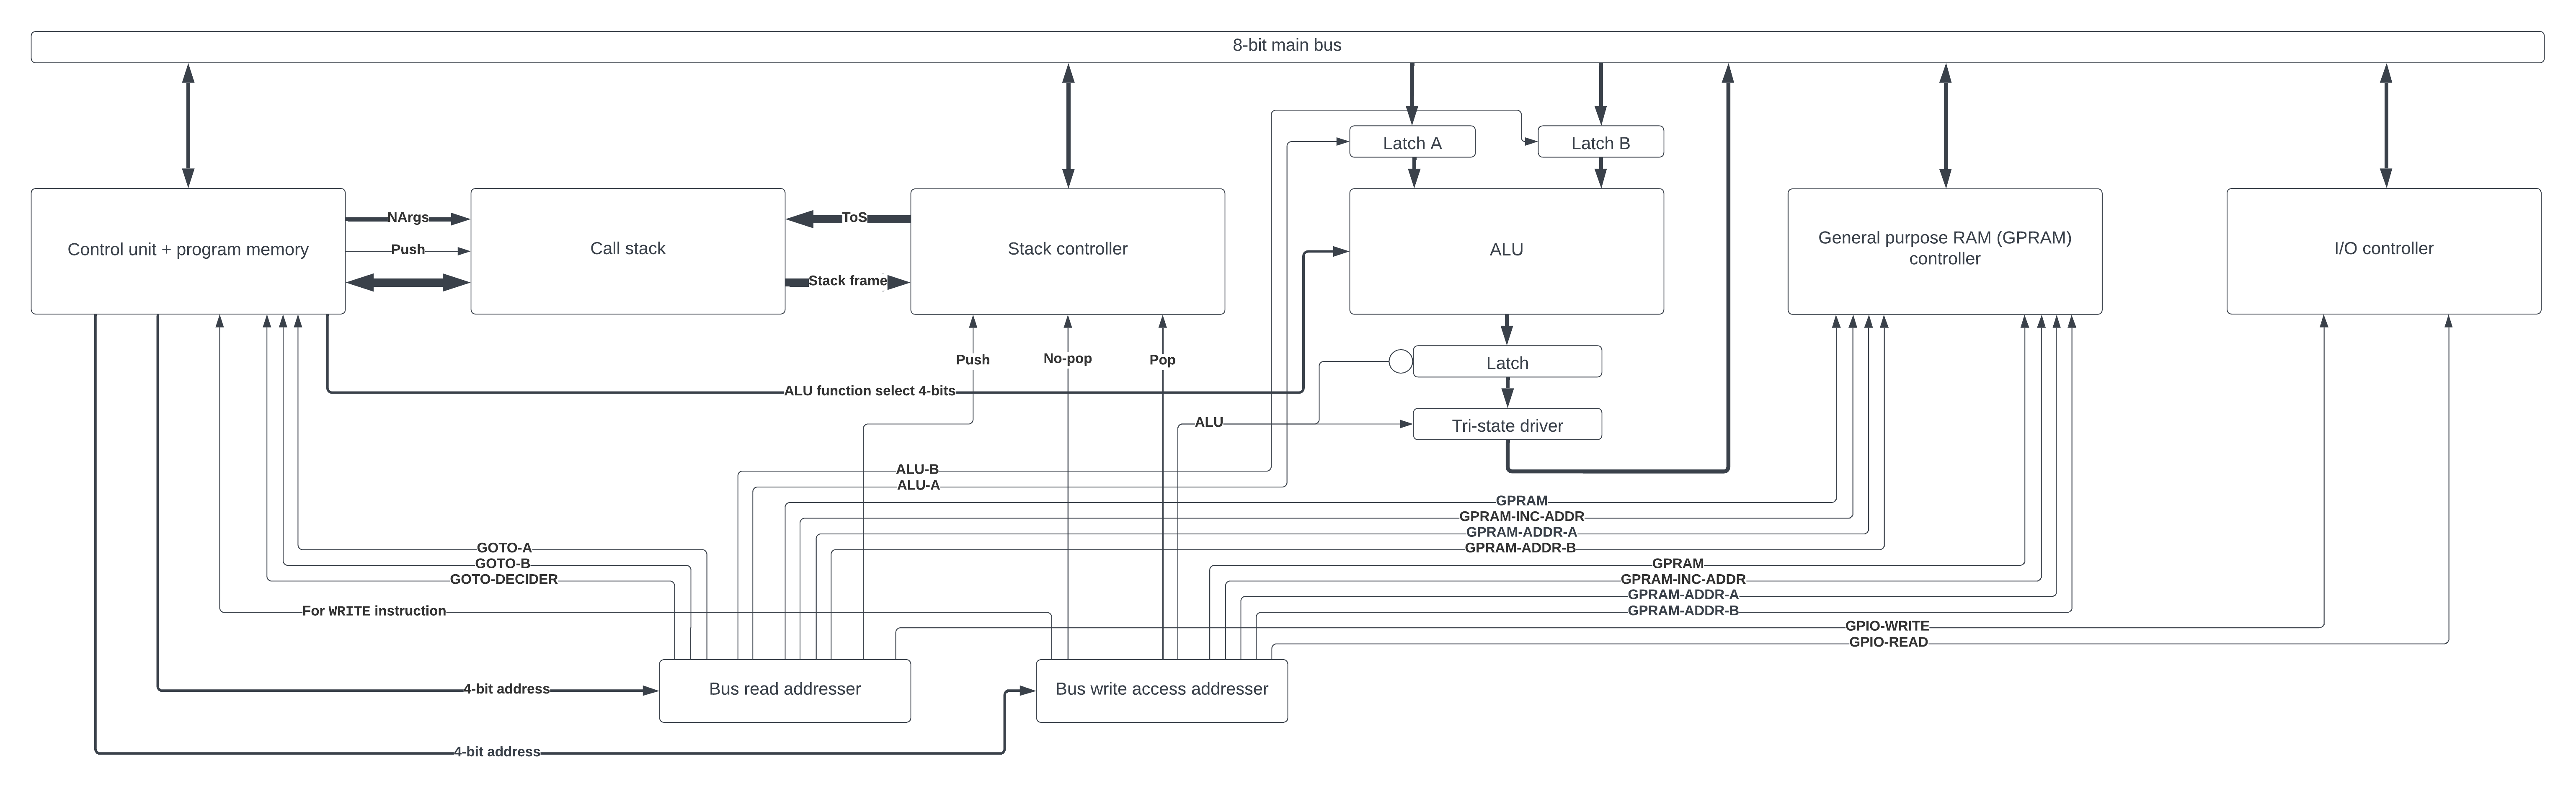 8-bit main bus
Latch A
Latch B
Control unit + program memory
NArgs
Push
Call stack
ToS
Stack frame
Stack controller
ALU
General purpose RAM (GPRAM)
controller
I/O controller
Push
No-pop
Pop
Latch
ALU function select 4-bits
ALU
Tri-state driver
ALU-B
ALU-A
GPRAM
GPRAM-INC-ADDR
GPRAM-ADDR-A
GPRAM-ADDR-B
GOTO-A
GOTO-B
GOTO-DECIDER
GPRAM
GPRAM-INC-ADDR
GPRAM-ADDR-A
GPRAM-ADDR-B
For WRITE instruction
GPIO-WRITE
GPIO-READ
4-bit address
Bus read addresser
Bus write access addresser
4-bit address